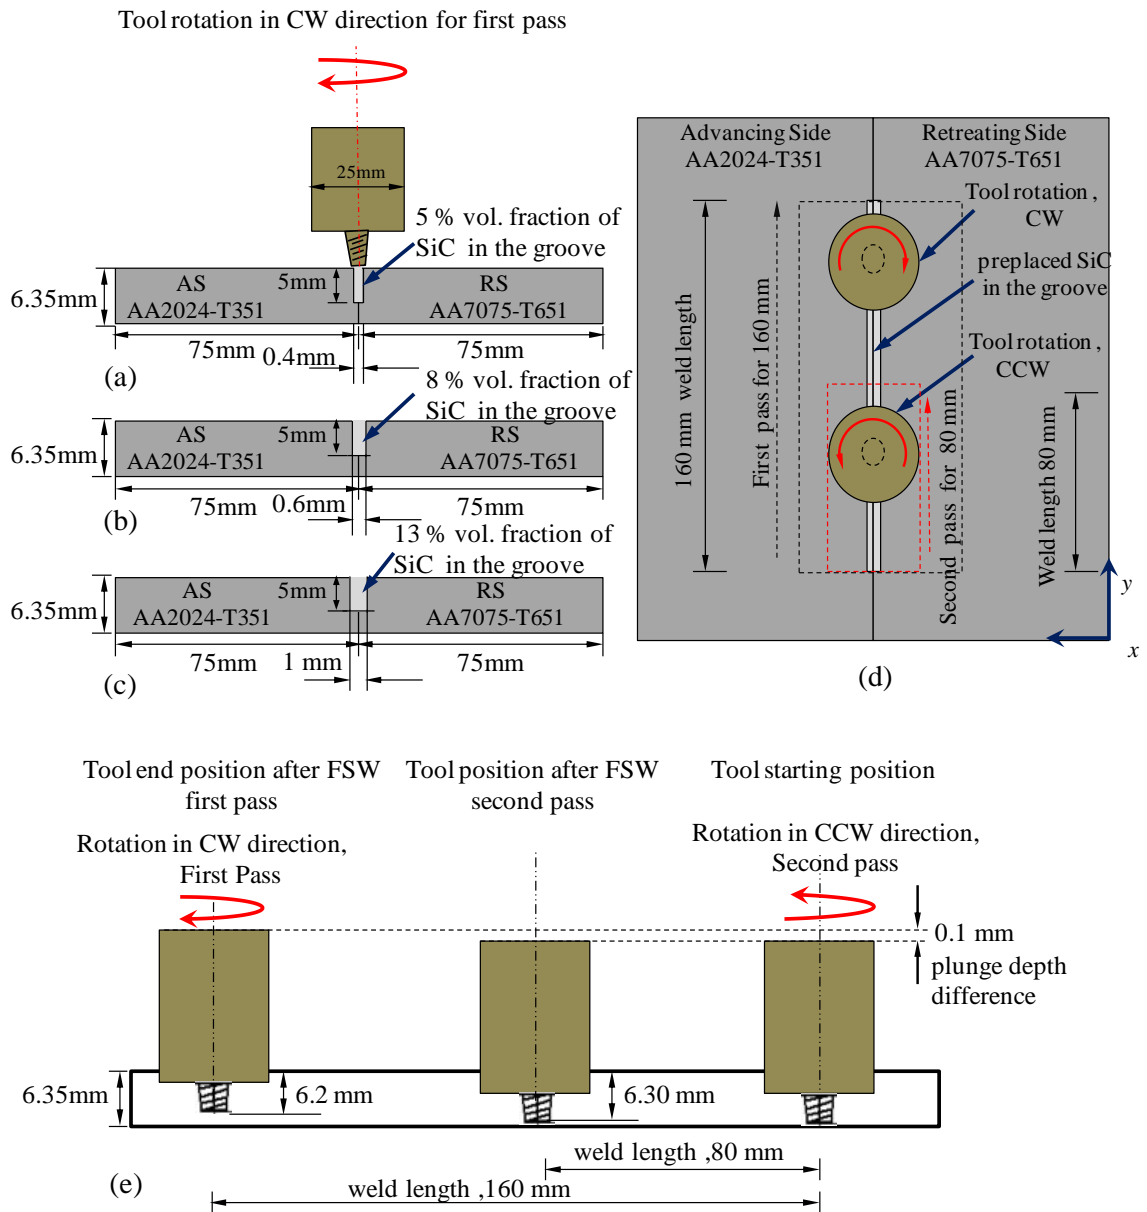 Tool rotation in CW direction for first pass
25mm
5 % vol. fraction of
SiC in the groove
AS
AA2024-T351
5mm
RS
AA7075-T651
6.35mm
75mm
75mm
0.4mm
(a)
8 % vol. fraction of
SiC in the groove
AS
AA2024-T351
5mm
RS
AA7075-T651
6.35mm
75mm
75mm
0.6mm
(b)
13 % vol. fraction of
SiC in the groove
AS
AA2024-T351
5mm
RS
AA7075-T651
6.35mm
75mm
75mm
1 mm
(c)
Advancing Side
AA2024-T351
Retreating Side
AA7075-T651
Tool rotation ,
CW
preplaced SiC
in the groove
Tool rotation ,
CCW
160 mm weld length
First pass for 160 mm
Second pass for 80 mm
Weld length 80 mm
y
x
(d)
Tool end position after FSW
first pass
Tool position after FSW
second pass
Tool starting position
Rotation in CW direction,
First Pass
Rotation in CCW direction,
Second pass
0.1 mm
plunge depth
difference
6.35mm
6.2 mm
6.30 mm
weld length ,80 mm
weld length ,160 mm
(e)